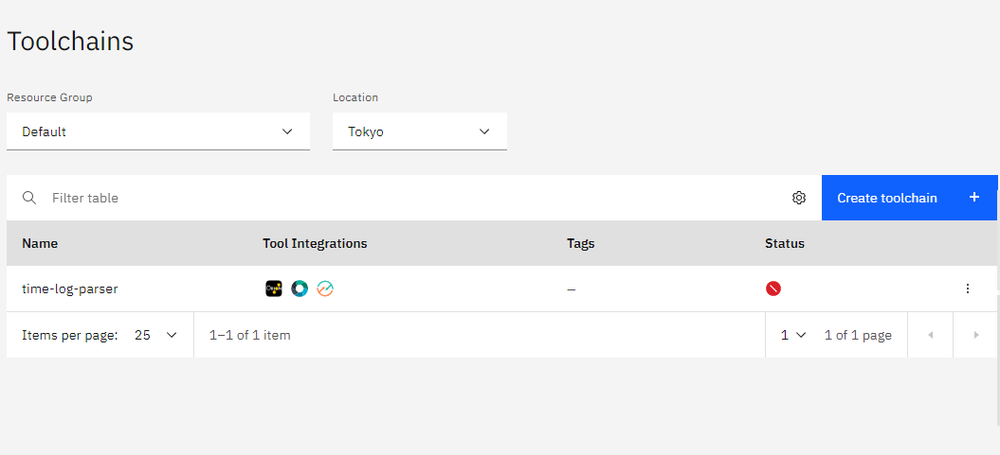 Toolchains
Resource Group
Location
Default
Tokyo
Filter table
Create toolchain +
Name Tool Integrations Tags Status
time-log-parser –
Items per page: 25 1–1 of 1 item 1 1 of 1 page